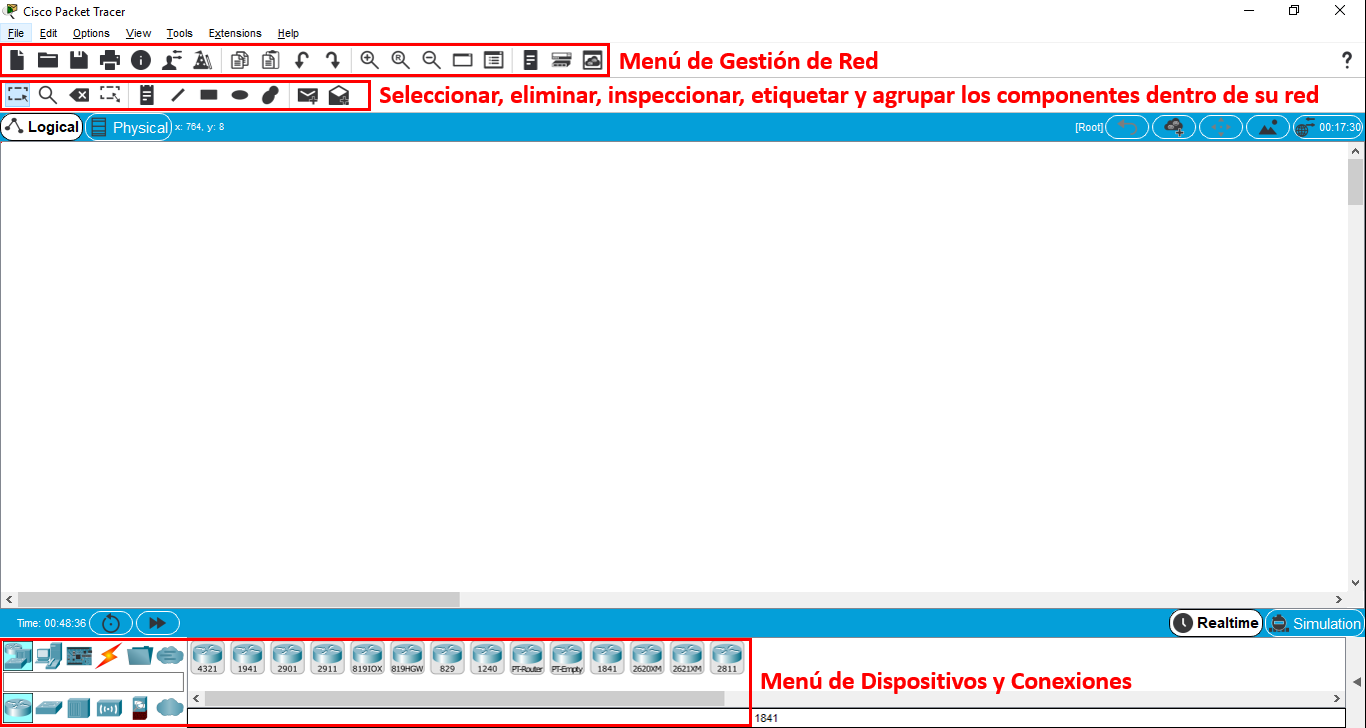 Cisco Packet Tracer
File Edit Options View Tools Extensions Help
Menú de Gestión de Red
?
Seleccionar, eliminar, inspeccionar, etiquetar y agrupar los componentes dentro de su red
Logical Physical x: 764, y: 8 [Root] 00:17:30
Time: 00:48:36 Realtime Simulation
4321 1941 2901 2911 819IOX 819HGW 829 1240 PT-Router PT-Empty 1841 2620XM 2621XM 2811
Menú de Dispositivos y Conexiones
1841